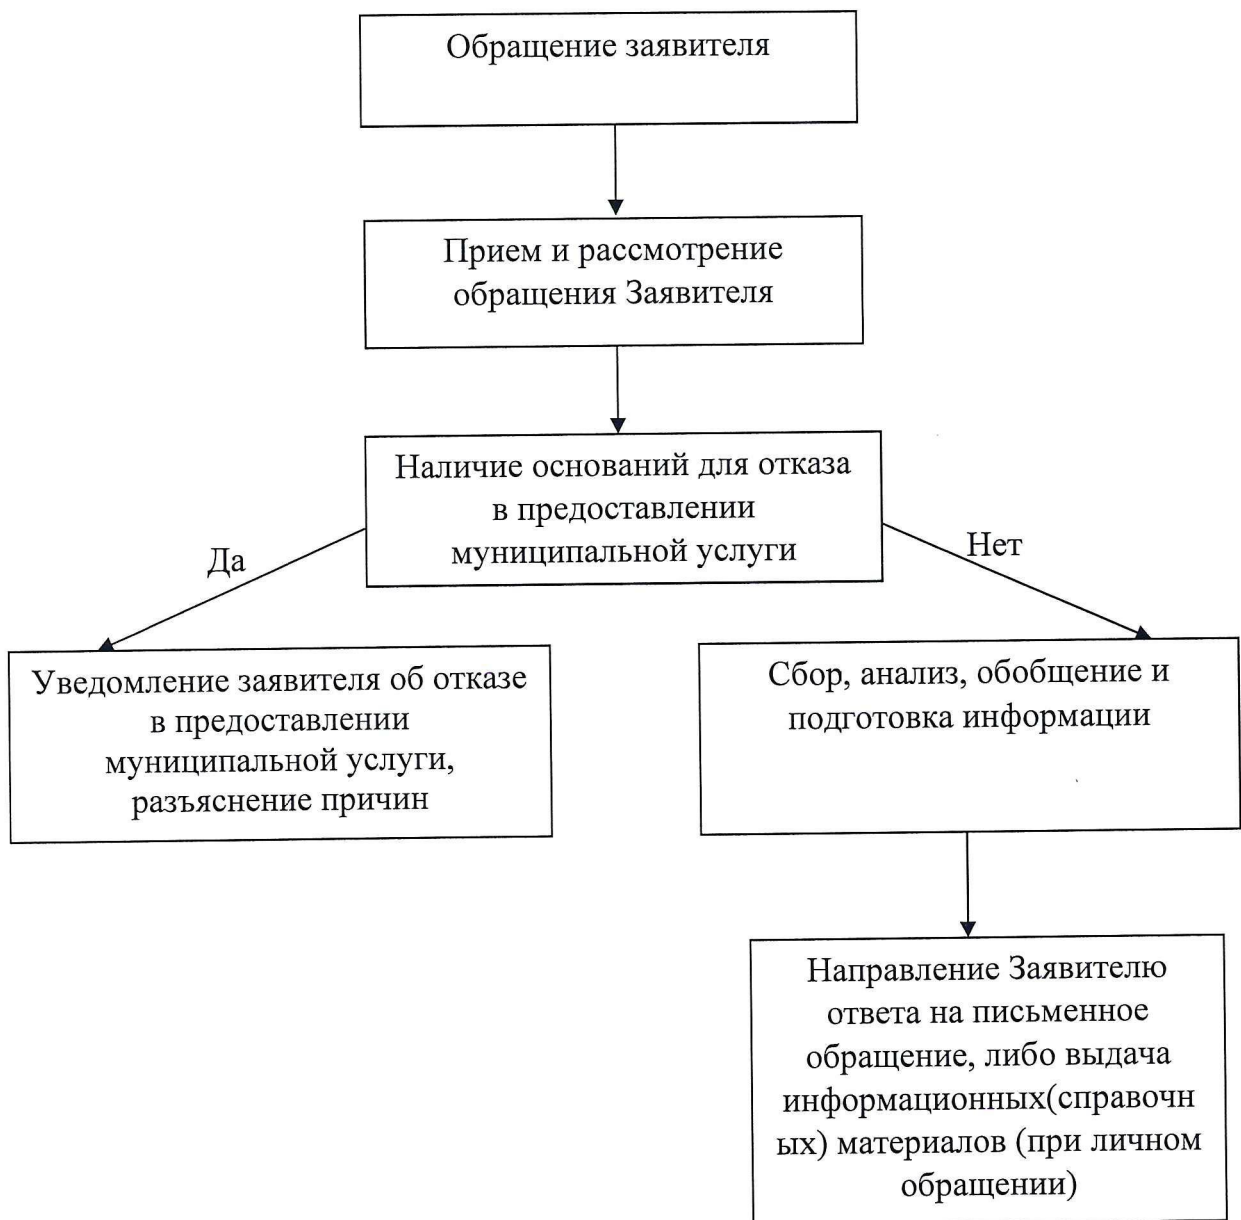 Обращение заявителя
Прием и рассмотрение
обращения Заявителя
Наличие оснований для отказа
в предоставлении
муниципальной услуги
Да
Нет
Уведомление заявителя об отказе
в предоставлении
муниципальной услуги,
разъяснение причин
Сбор, анализ, обобщение и
подготовка информации
Направление Заявителю
ответа на письменное
обращение, либо выдача
информационных(справочн
ых) материалов (при личном
обращении)